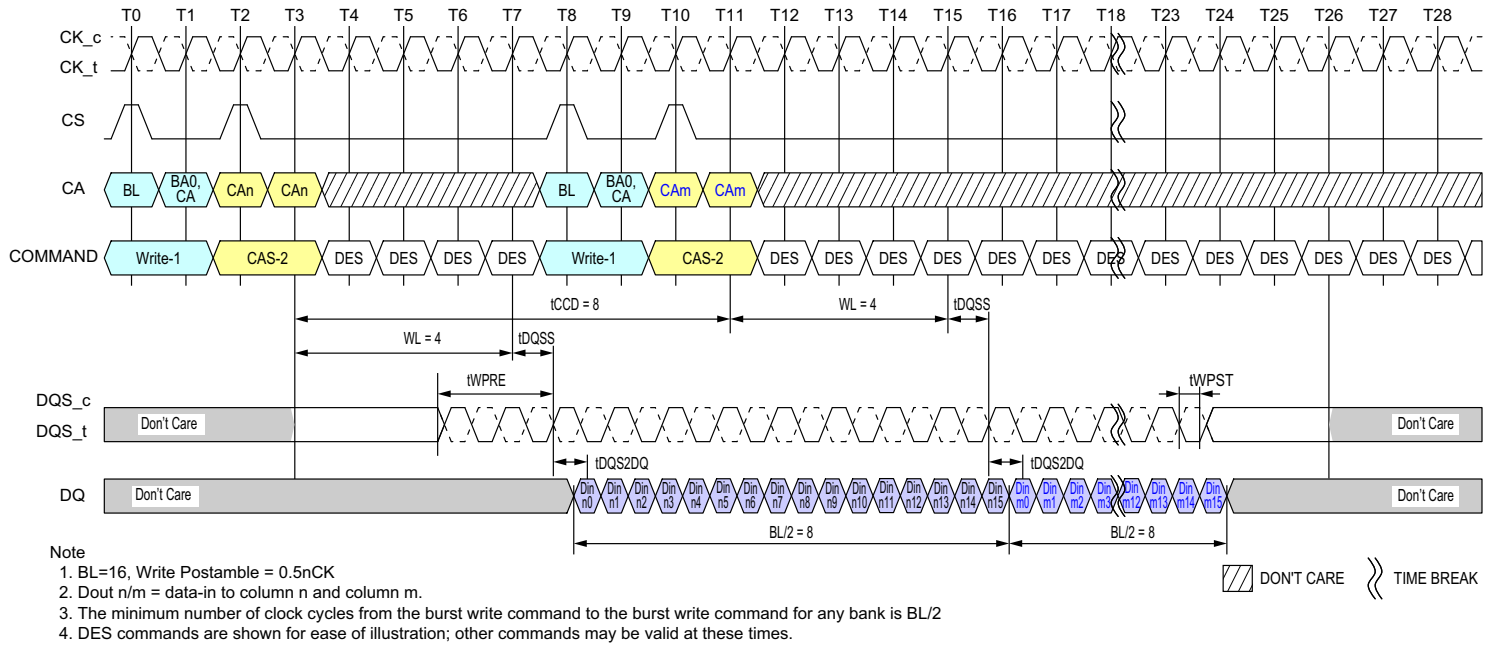 T0 T1 T2 T3 T4 T5 T6 T7 T8 T9 T10 T11 T12 T13 T14 T15 T16 T17 T18 T23 T24 T25 T26 T27 T28
CK_c
CK_t
CS
CA BL BA0, CA CAn CAn BL BA0, CA CAm CAm
COMMAND Write-1 CAS-2 DES DES DES DES Write-1 CAS-2 DES DES DES DES DES DES DES DES DES DES DES DES DES
tCCD = 8 WL = 4 tDQSS
WL = 4 tDQSS
tWPRE tWPST
DQS_c
DQS_t Don't Care Don't Care
tDQS2DQ tDQS2DQ
DQ Don't Care Din n0 Din n1 Din n2 Din n3 Din n4 Din n5 Din n6 Din n7 Din n8 Din n9 Din n10 Din n11 Din n12 Din n13 Din n14 Din n15 Din m0 Din m1 Din m2 Din m3 Din m12 Din m13 Din m14 Din m15 Don't Care
BL/2 = 8 BL/2 = 8
Note
1. BL=16, Write Postamble = 0.5nCK
2. Dout n/m = data-in to column n and column m.
3. The minimum number of clock cycles from the burst write command to the burst write command for any bank is BL/2
4. DES commands are shown for ease of illustration; other commands may be valid at these times.
DON'T CARE TIME BREAK